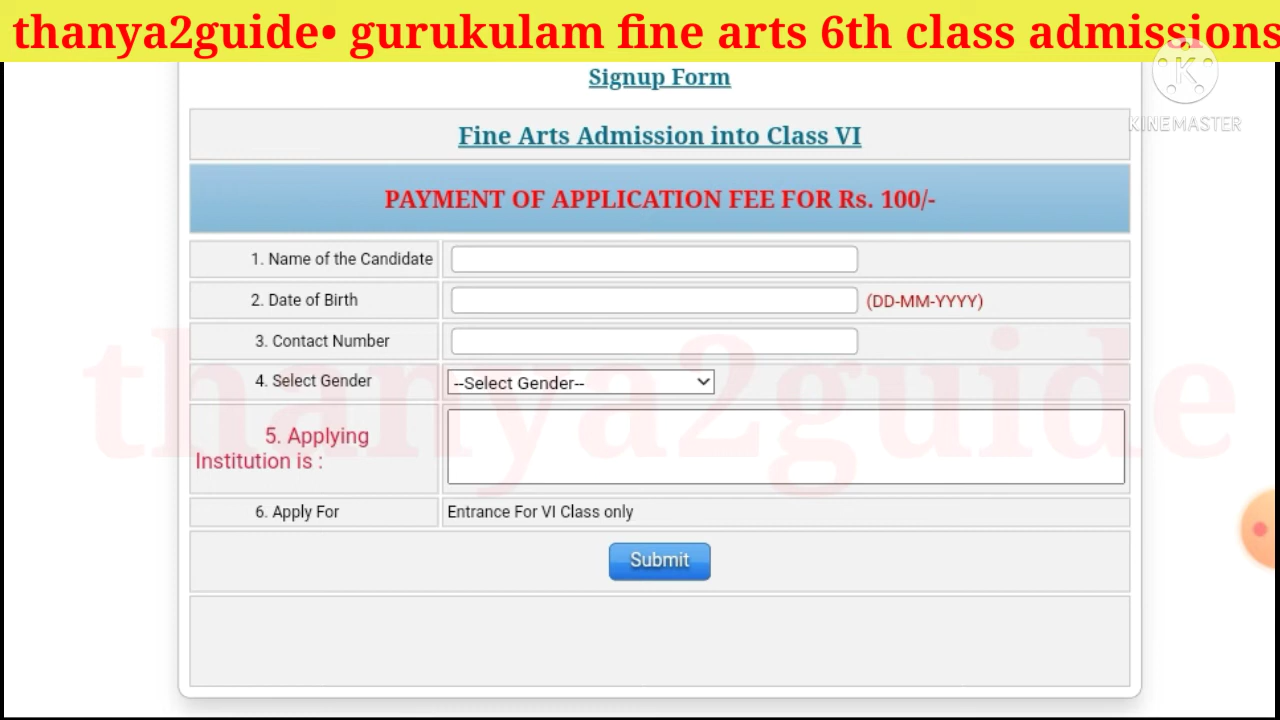 thanya2guide• gurukulam fine arts 6th class admissions
KINEMASTER
Signup Form
Fine Arts Admission into Class VI
PAYMENT OF APPLICATION FEE FOR Rs. 100/-
1. Name of the Candidate
2. Date of Birth (DD-MM-YYYY)
3. Contact Number
4. Select Gender --Select Gender--
thanya2guide
5. Applying
Institution is :
6. Apply For Entrance For VI Class only
Submit